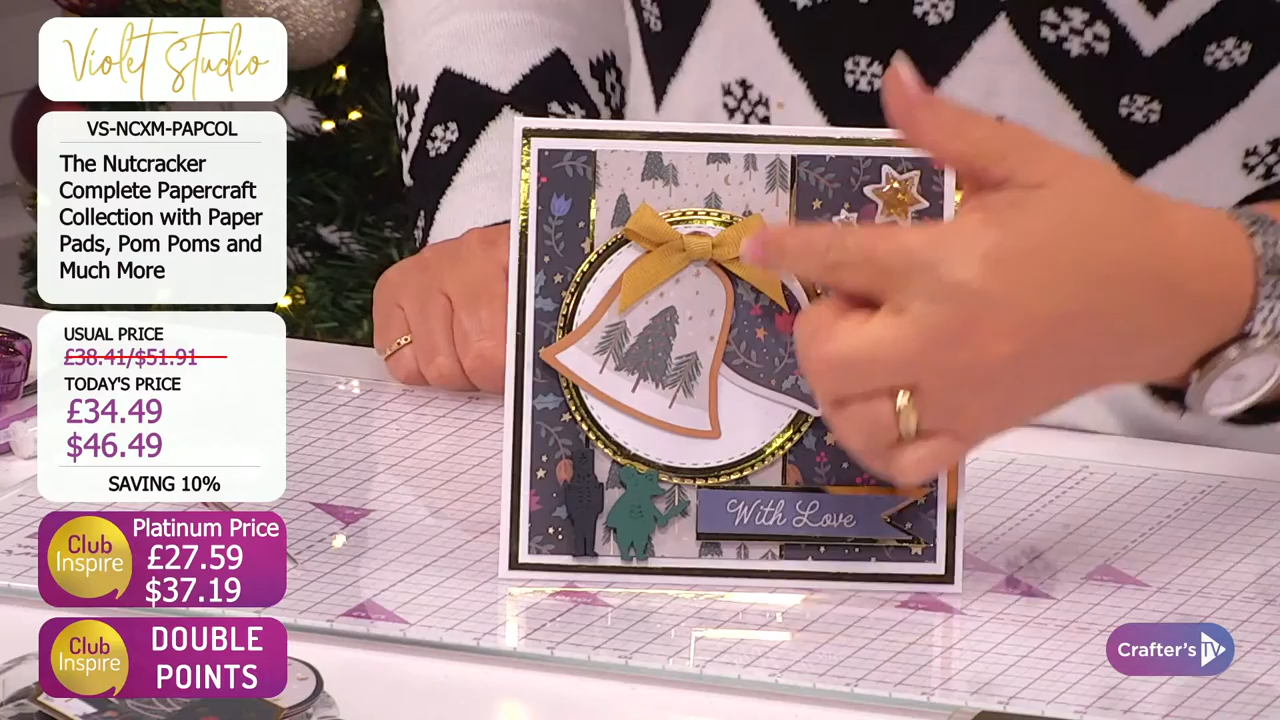 Violet Studio
VS-NCXM-PAPCOL
The Nutcracker
Complete Papercraft
Collection with Paper
Pads, Pom Poms and
Much More
USUAL PRICE
£38.41/$51.91
TODAY'S PRICE
£34.49
$46.49
SAVING 10%
Club
Inspire
Platinum Price
£27.59
$37.19
Club
Inspire
DOUBLE
POINTS
With Love
Crafter's TV